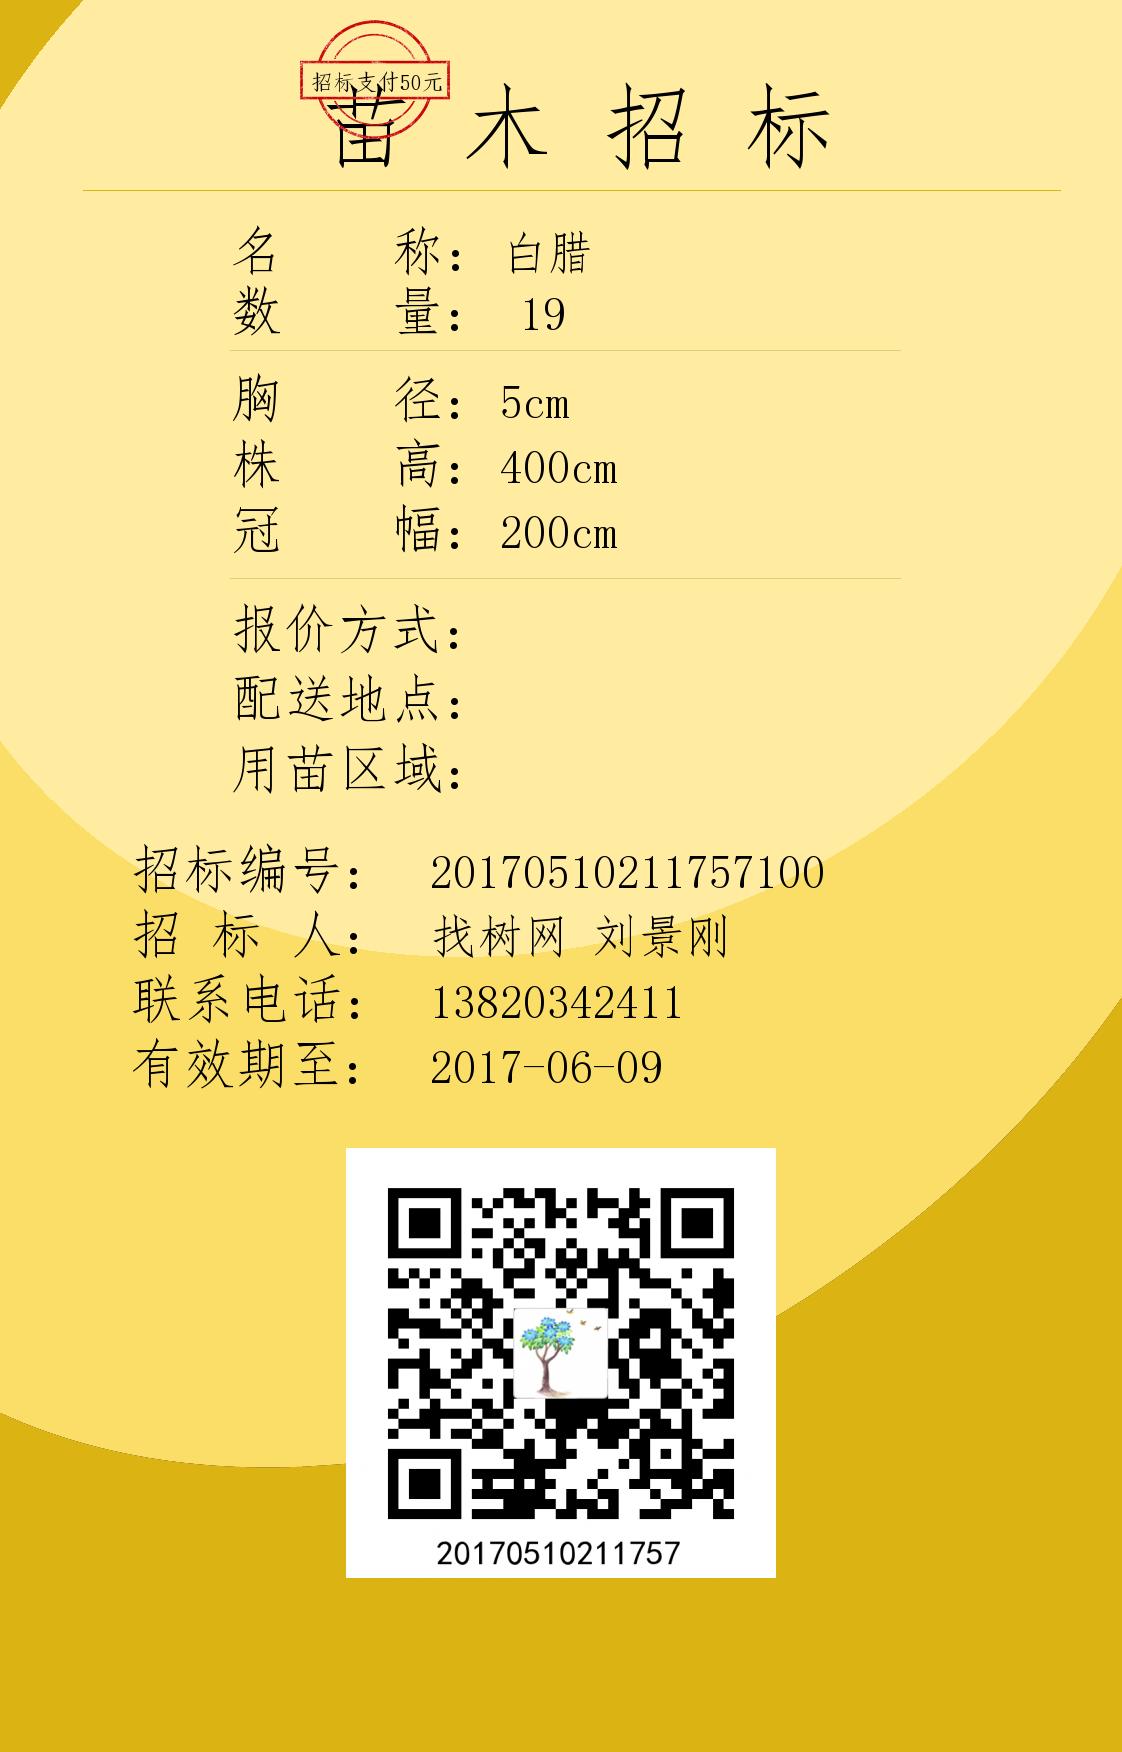 招标支付50元
苗木招标
名称： 白腊
数量： 19
胸径： 5cm
株高： 400cm
冠幅： 200cm
报价方式：
配送地点：
用苗区域：
招标编号： 20170510211757100
招标人： 找树网 刘景刚
联系电话： 13820342411
有效期至： 2017-06-09
20170510211757